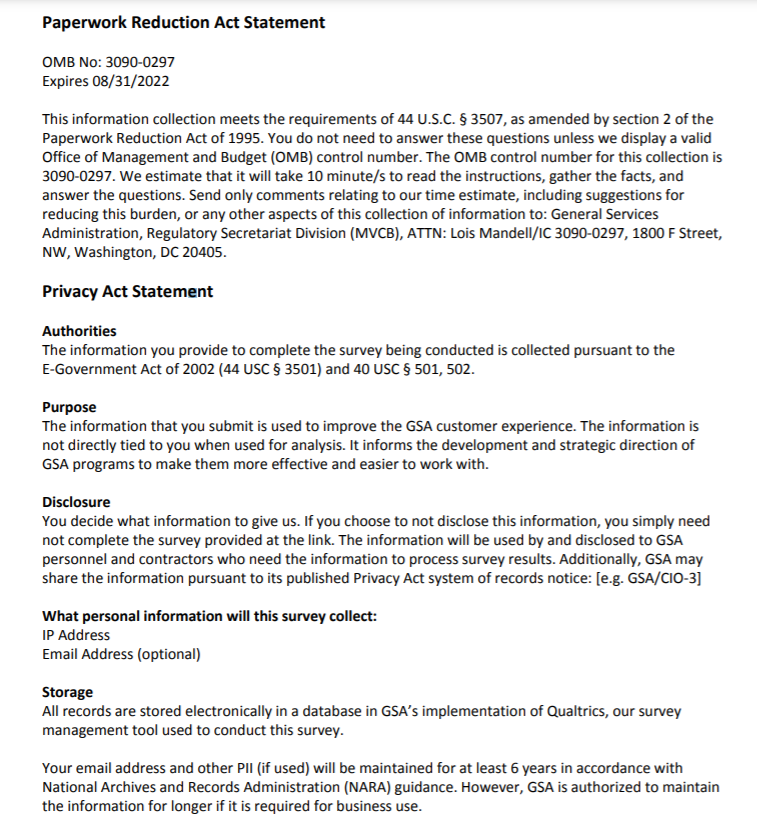 Paperwork Reduction Act Statement
OMB No: 3090-0297
Expires 08/31/2022
This information collection meets the requirements of 44 U.S.C. § 3507, as amended by section 2 of the
Paperwork Reduction Act of 1995. You do not need to answer these questions unless we display a valid
Office of Management and Budget (OMB) control number. The OMB control number for this collection is
3090-0297. We estimate that it will take 10 minute/s to read the instructions, gather the facts, and
answer the questions. Send only comments relating to our time estimate, including suggestions for
reducing this burden, or any other aspects of this collection of information to: General Services
Administration, Regulatory Secretariat Division (MVCB), ATTN: Lois Mandell/IC 3090-0297, 1800 F Street,
NW, Washington, DC 20405.
Privacy Act Statement
Authorities
The information you provide to complete the survey being conducted is collected pursuant to the
E-Government Act of 2002 (44 USC § 3501) and 40 USC § 501, 502.
Purpose
The information that you submit is used to improve the GSA customer experience. The information is
not directly tied to you when used for analysis. It informs the development and strategic direction of
GSA programs to make them more effective and easier to work with.
Disclosure
You decide what information to give us. If you choose to not disclose this information, you simply need
not complete the survey provided at the link. The information will be used by and disclosed to GSA
personnel and contractors who need the information to process survey results. Additionally, GSA may
share the information pursuant to its published Privacy Act system of records notice: [e.g. GSA/CIO-3]
What personal information will this survey collect:
IP Address
Email Address (optional)
Storage
All records are stored electronically in a database in GSA's implementation of Qualtrics, our survey
management tool used to conduct this survey.
Your email address and other PII (if used) will be maintained for at least 6 years in accordance with
National Archives and Records Administration (NARA) guidance. However, GSA is authorized to maintain
the information for longer if it is required for business use.